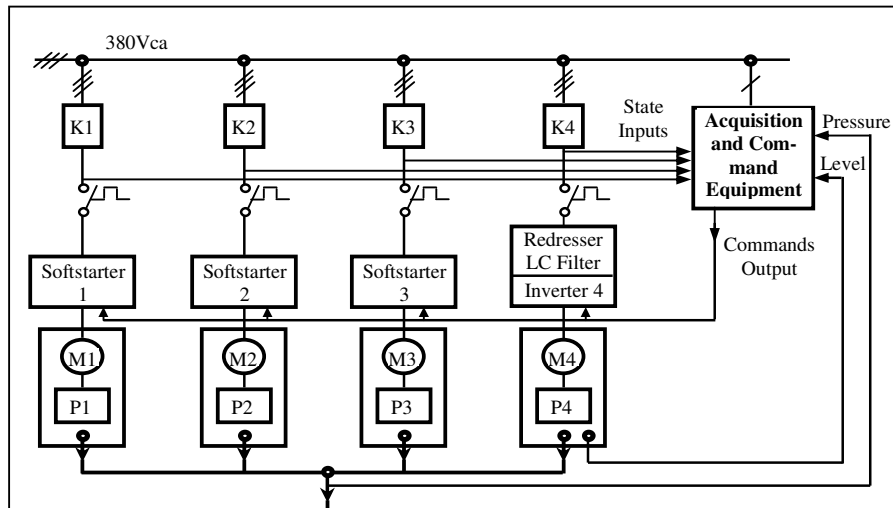 380Vca
K1
K2
K3
K4
State
Inputs
Acquisition
and Com-
mand
Equipment
Pressure
Level
Softstarter
1
Softstarter
2
Softstarter
3
Redresser
LC Filter
Inverter 4
Commands
Output
M1
M2
M3
M4
P1
P2
P3
P4